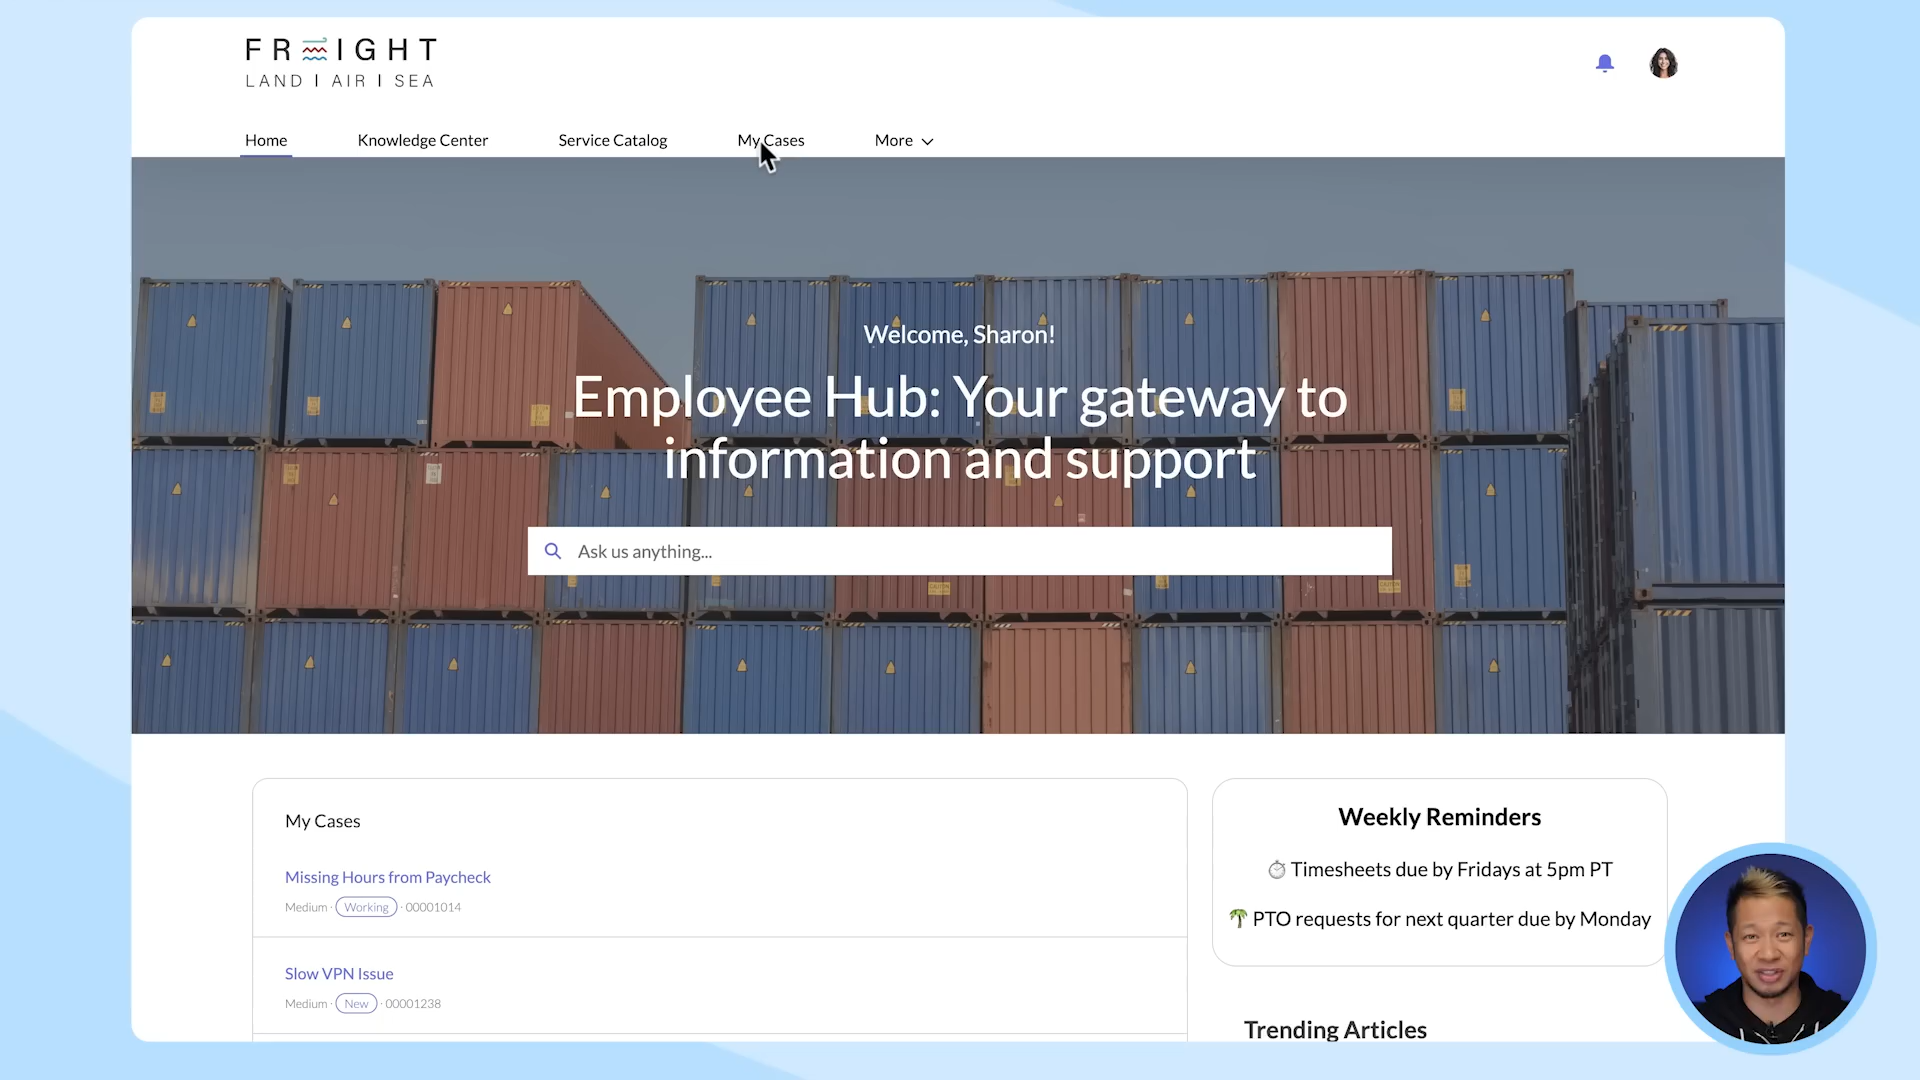 FREIGHT
LAND | AIR | SEA
Home
Knowledge Center
Service Catalog
My Cases
More
Welcome, Sharon!
Employee Hub: Your gateway to
information and support
Ask us anything...
My Cases
Missing Hours from Paycheck
Medium · Working · 00001014
Slow VPN Issue
Medium · New · 00001238
Weekly Reminders
⏱ Timesheets due by Fridays at 5pm PT
🌴 PTO requests for next quarter due by Monday
Trending Articles